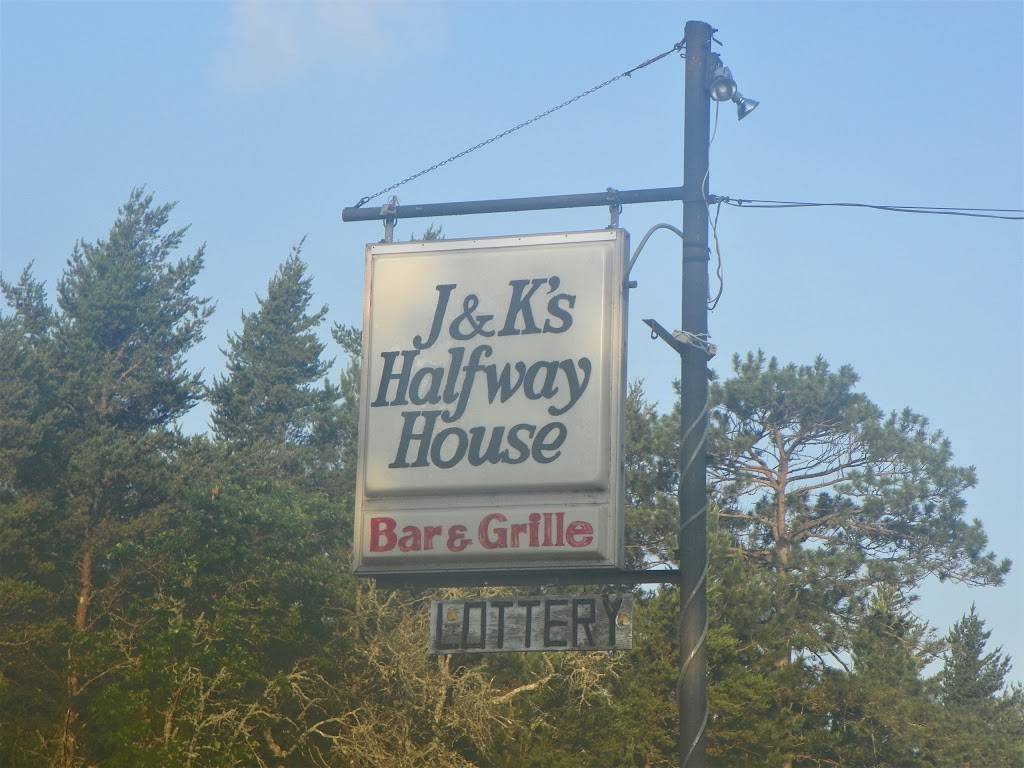 J&K's
Halfway
House
Bar & Grille
LOTTERY